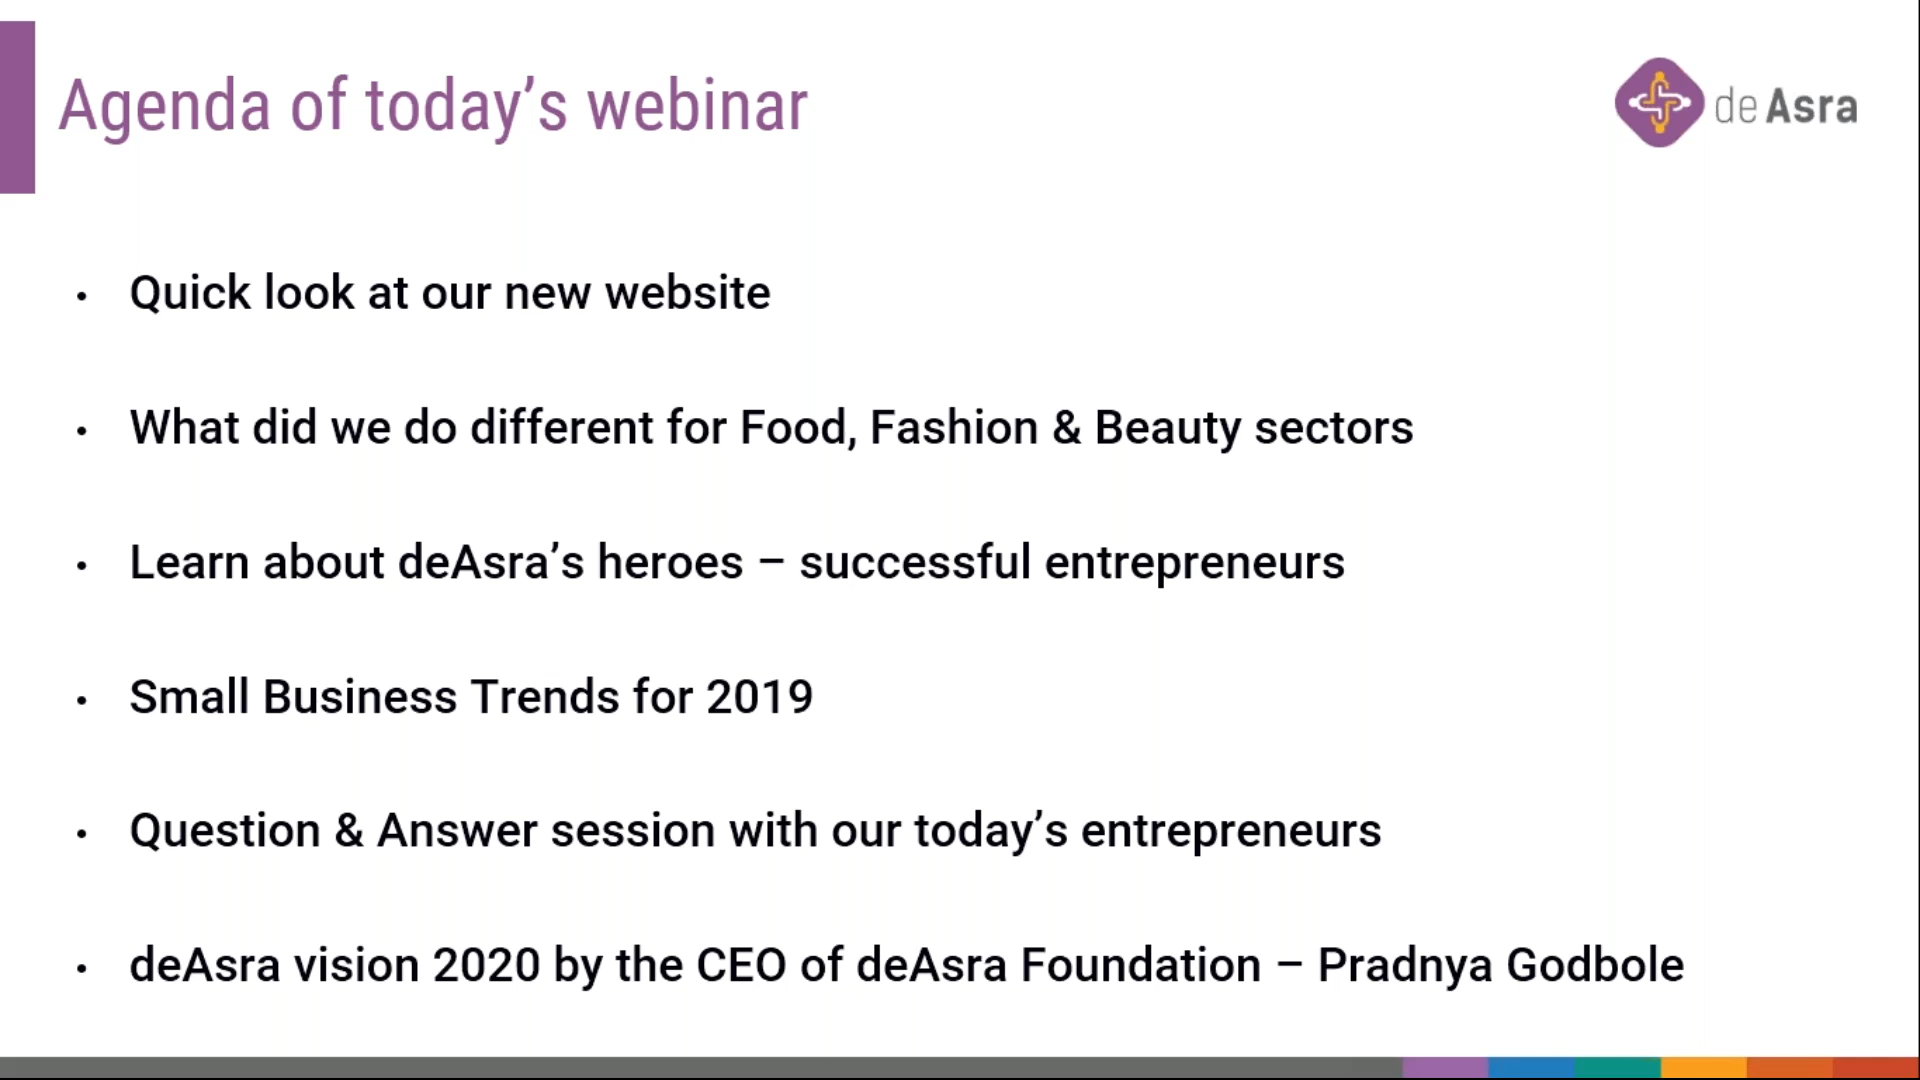 Agenda of today’s webinar
de Asra
• Quick look at our new website
• What did we do different for Food, Fashion & Beauty sectors
• Learn about deAsra’s heroes – successful entrepreneurs
• Small Business Trends for 2019
• Question & Answer session with our today’s entrepreneurs
• deAsra vision 2020 by the CEO of deAsra Foundation – Pradnya Godbole